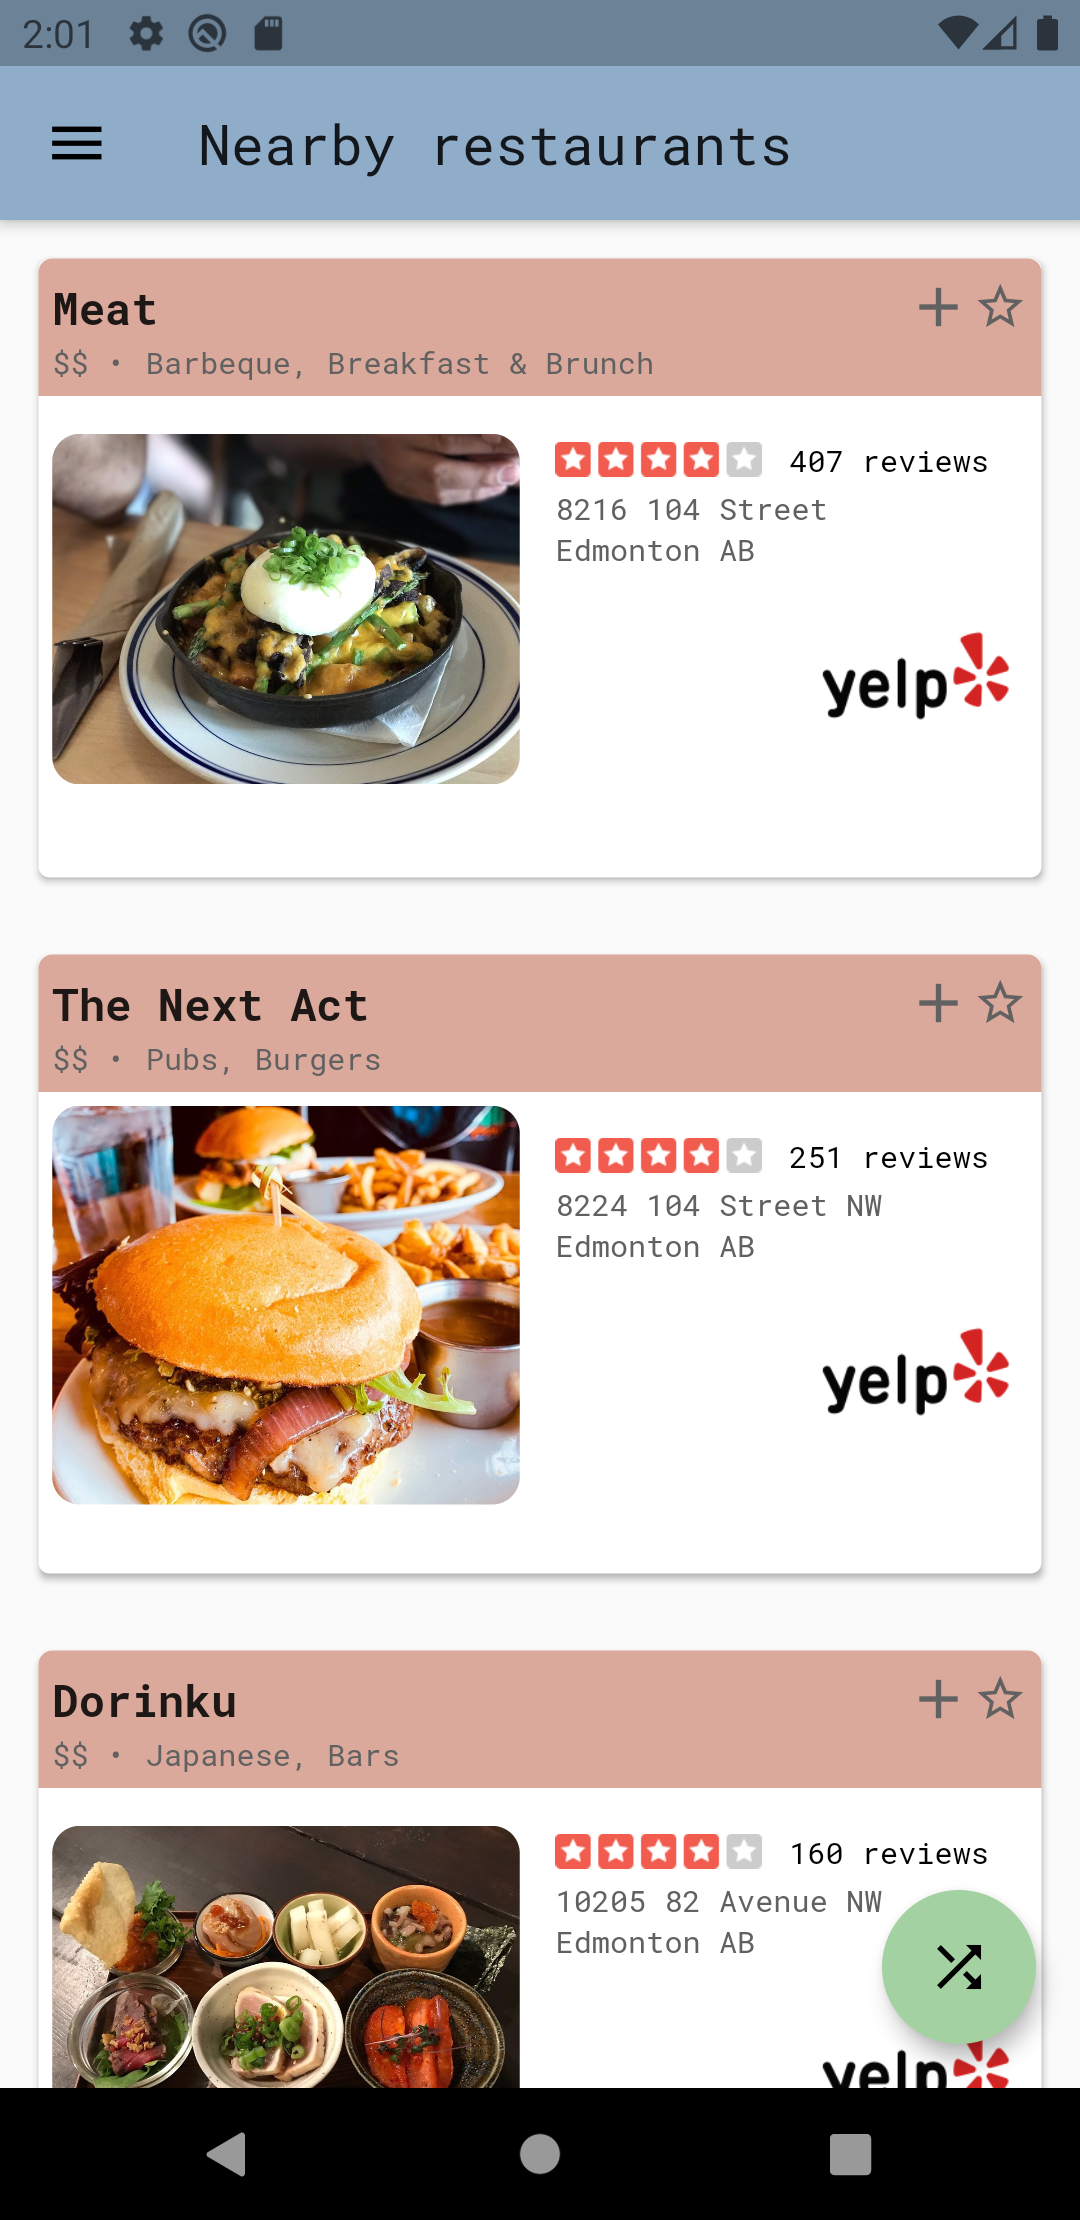 2:01
Nearby restaurants
Meat
$$ • Barbeque, Breakfast & Brunch
407 reviews
8216 104 Street
Edmonton AB
yelp
The Next Act
$$ • Pubs, Burgers
251 reviews
8224 104 Street NW
Edmonton AB
yelp
Dorinku
$$ • Japanese, Bars
160 reviews
10205 82 Avenue NW
Edmonton AB
yelp